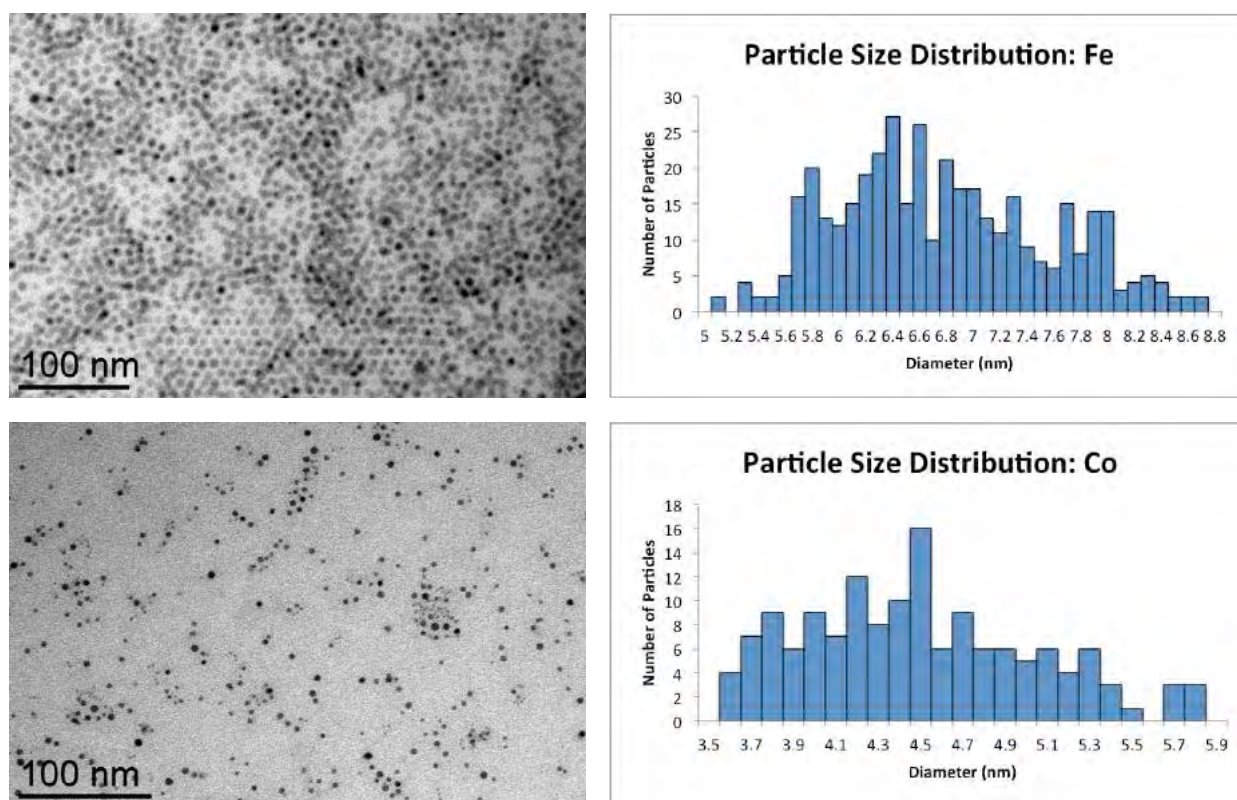 100 nm
Particle Size Distribution: Fe
Number of Particles
30
25
20
15
10
5
0
5 5.2 5.4 5.6 5.8 6 6.2 6.4 6.6 6.8 7 7.2 7.4 7.6 7.8 8 8.2 8.4 8.6 8.8
Diameter (nm)
100 nm
Particle Size Distribution: Co
Number of Particles
18
16
14
12
10
8
6
4
2
0
3.5 3.7 3.9 4.1 4.3 4.5 4.7 4.9 5.1 5.3 5.5 5.7 5.9
Diameter (nm)